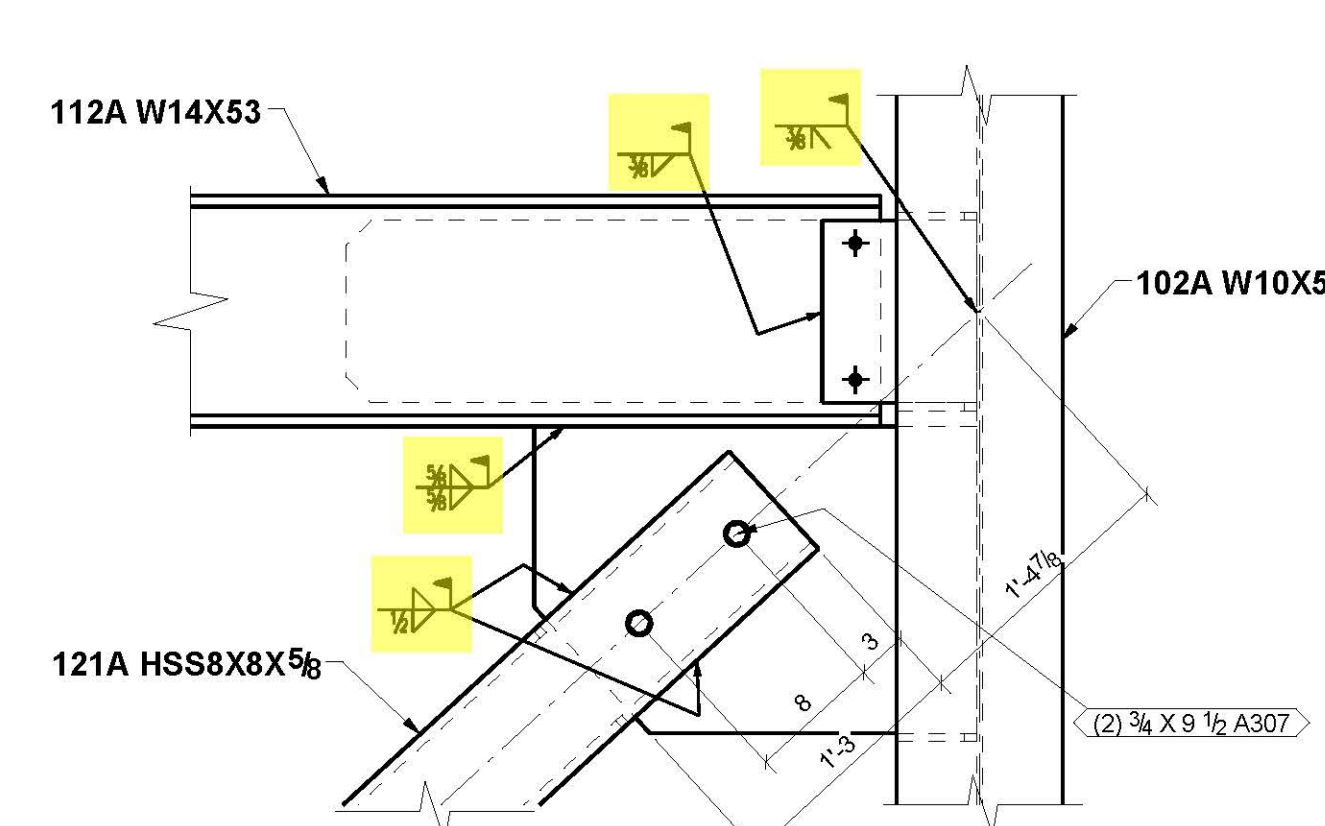 112A W14X53
3/8
3/8
102A W10X5
5/8
5/8
1'-4 7/8
1/2
3
121A HSS8X8X5/8
8
(2) 3/4 X 9 1/2 A307
1'-3